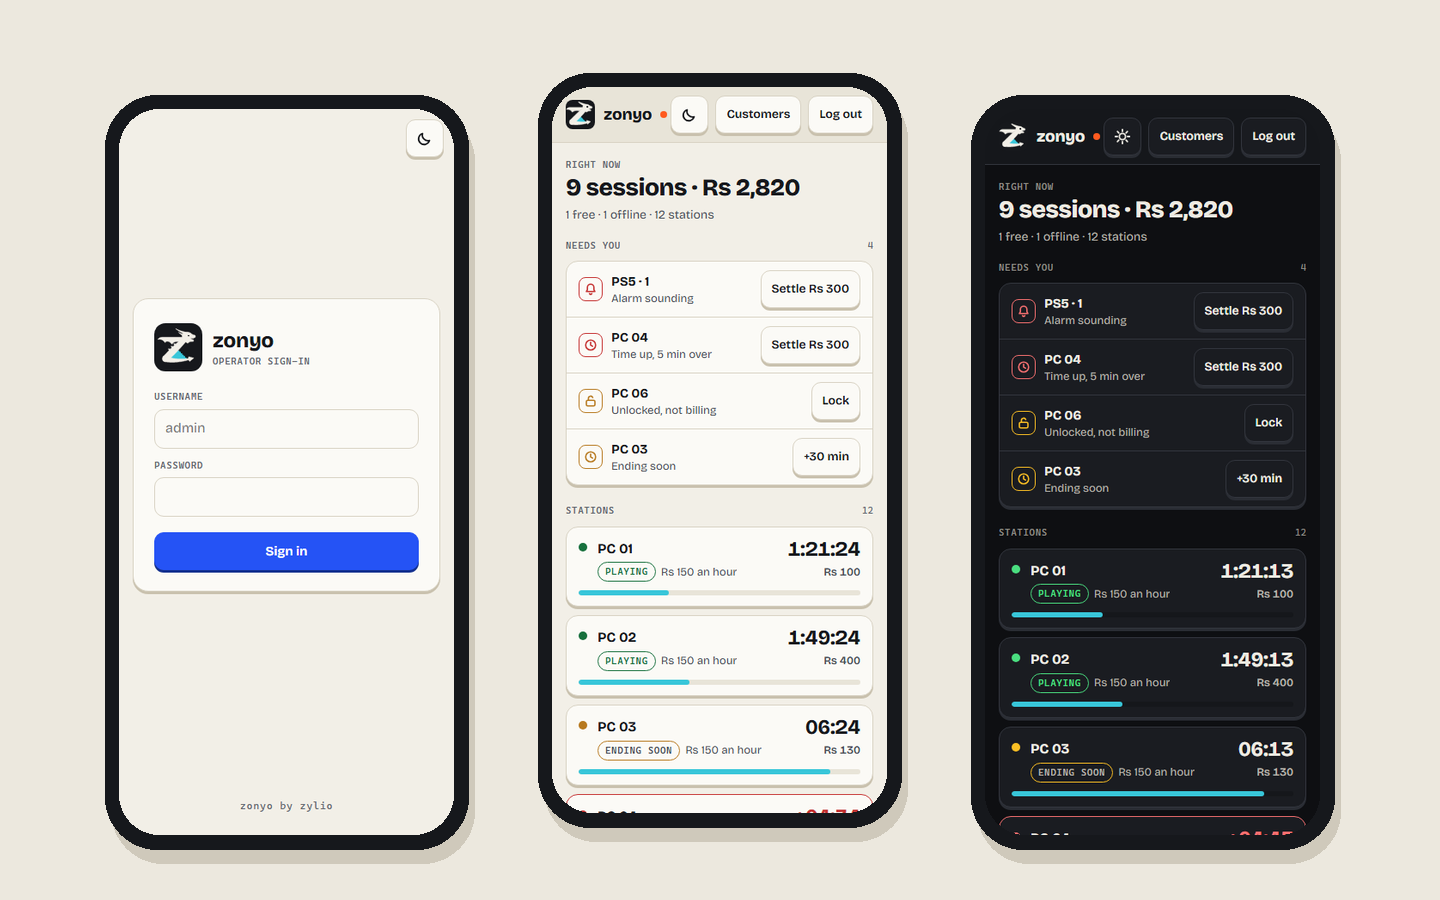 zonyo
OPERATOR SIGN-IN
USERNAME
admin
PASSWORD
Sign in
zonyo by zylio
zonyo
Customers
Log out
RIGHT NOW
9 sessions · Rs 2,820
1 free · 1 offline · 12 stations
NEEDS YOU 4
PS5 · 1
Alarm sounding
Settle Rs 300
PC 04
Time up, 5 min over
Settle Rs 300
PC 06
Unlocked, not billing
Lock
PC 03
Ending soon
+30 min
STATIONS 12
PC 01 1:21:24
PLAYING Rs 150 an hour Rs 100
PC 02 1:49:24
PLAYING Rs 150 an hour Rs 400
PC 03 06:24
ENDING SOON Rs 150 an hour Rs 130
zonyo
Customers
Log out
RIGHT NOW
9 sessions · Rs 2,820
1 free · 1 offline · 12 stations
NEEDS YOU 4
PS5 · 1
Alarm sounding
Settle Rs 300
PC 04
Time up, 5 min over
Settle Rs 300
PC 06
Unlocked, not billing
Lock
PC 03
Ending soon
+30 min
STATIONS 12
PC 01 1:21:13
PLAYING Rs 150 an hour Rs 100
PC 02 1:49:13
PLAYING Rs 150 an hour Rs 400
PC 03 06:13
ENDING SOON Rs 150 an hour Rs 130